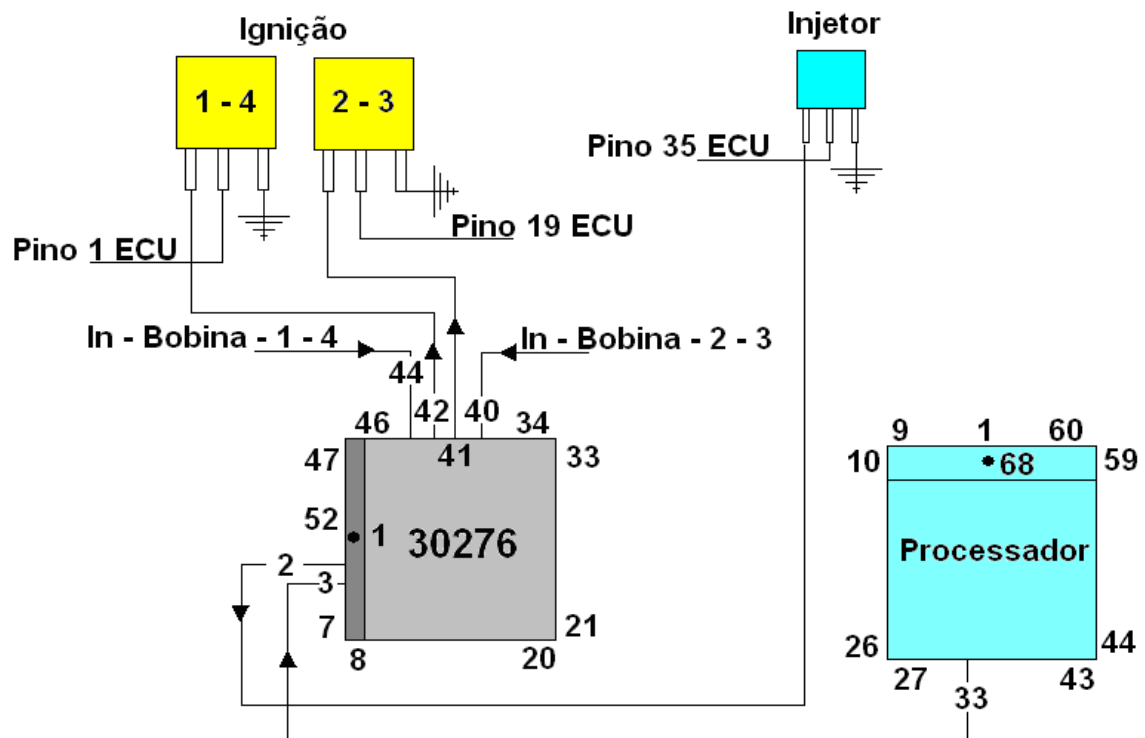 Ignição
Injetor
1 - 4
2 - 3
Pino 35 ECU
Pino 19 ECU
Pino 1 ECU
In - Bobina - 1 - 4
In - Bobina - 2 - 3
44
42
40
46
34
41
47
33
52
1
30276
2
3
7
21
8
20
9
1
60
10
68
59
Processador
26
44
27
43
33